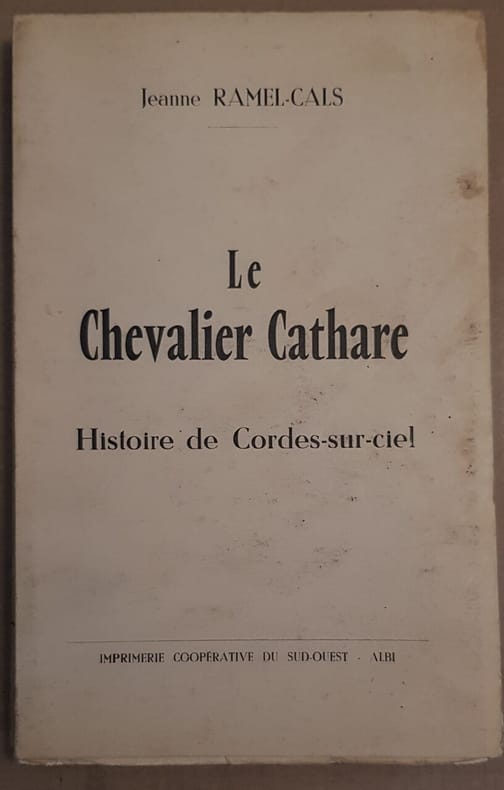 Jeanne RAMEL-CALS
Le
Chevalier Cathare
Histoire de Cordes-sur-ciel
IMPRIMERIE COOPÉRATIVE DU SUD-OUEST - ALBI